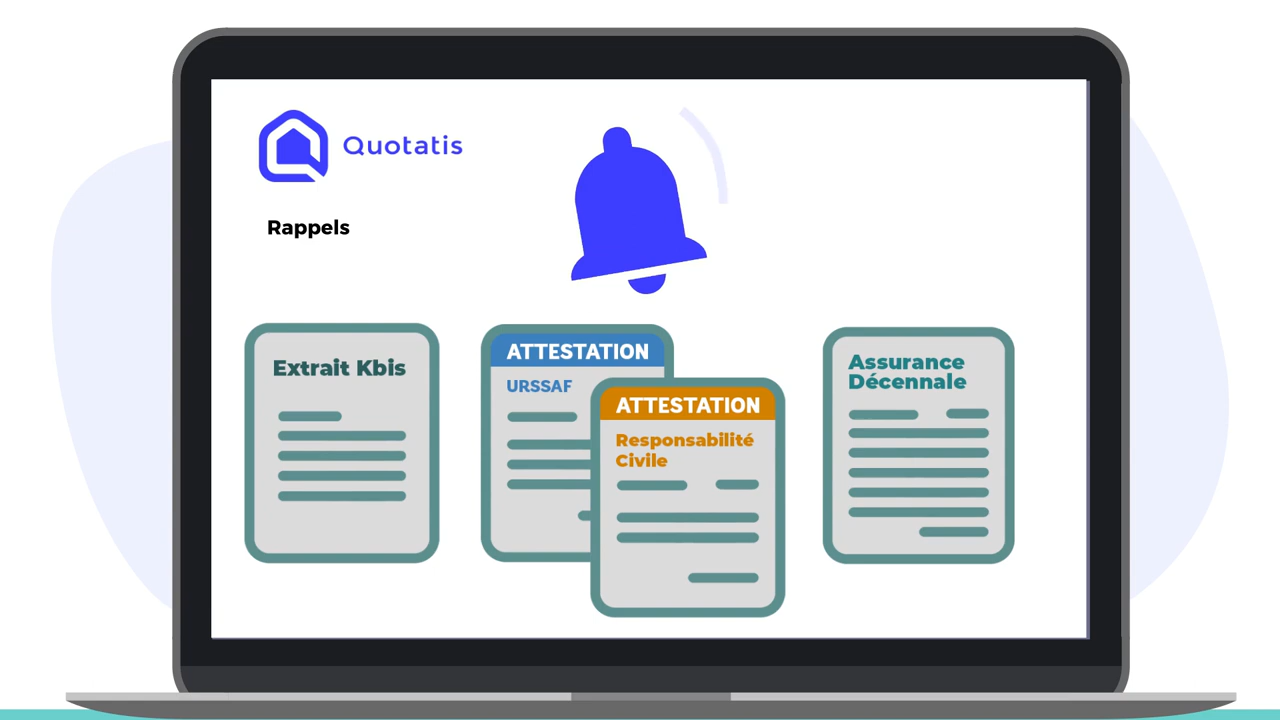 Quotatis
Rappels
Extrait Kbis
ATTESTATION
URSSAF
ATTESTATION
Responsabilité
Civile
Assurance
Décennale